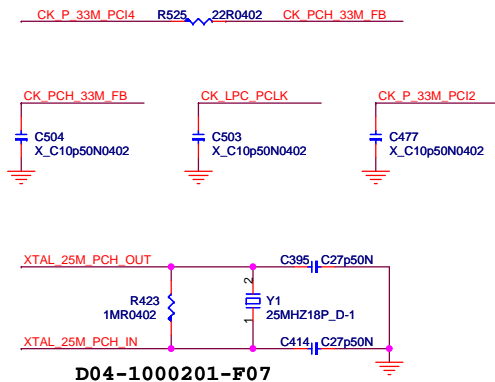 CK_P_33M_PCI4 R525 22R0402 CK_PCH_33M_FB
CK_PCH_33M_FB CK_LPC_PCLK CK_P_33M_PCI2
C504 C503 C477
X_C10p50N0402 X_C10p50N0402 X_C10p50N0402
XTAL_25M_PCH_OUT C395 C27p50N
2
R423 Y1
1MR0402 25MHZ18P_D-1
1
XTAL_25M_PCH_IN C414 C27p50N
D04-1000201-F07